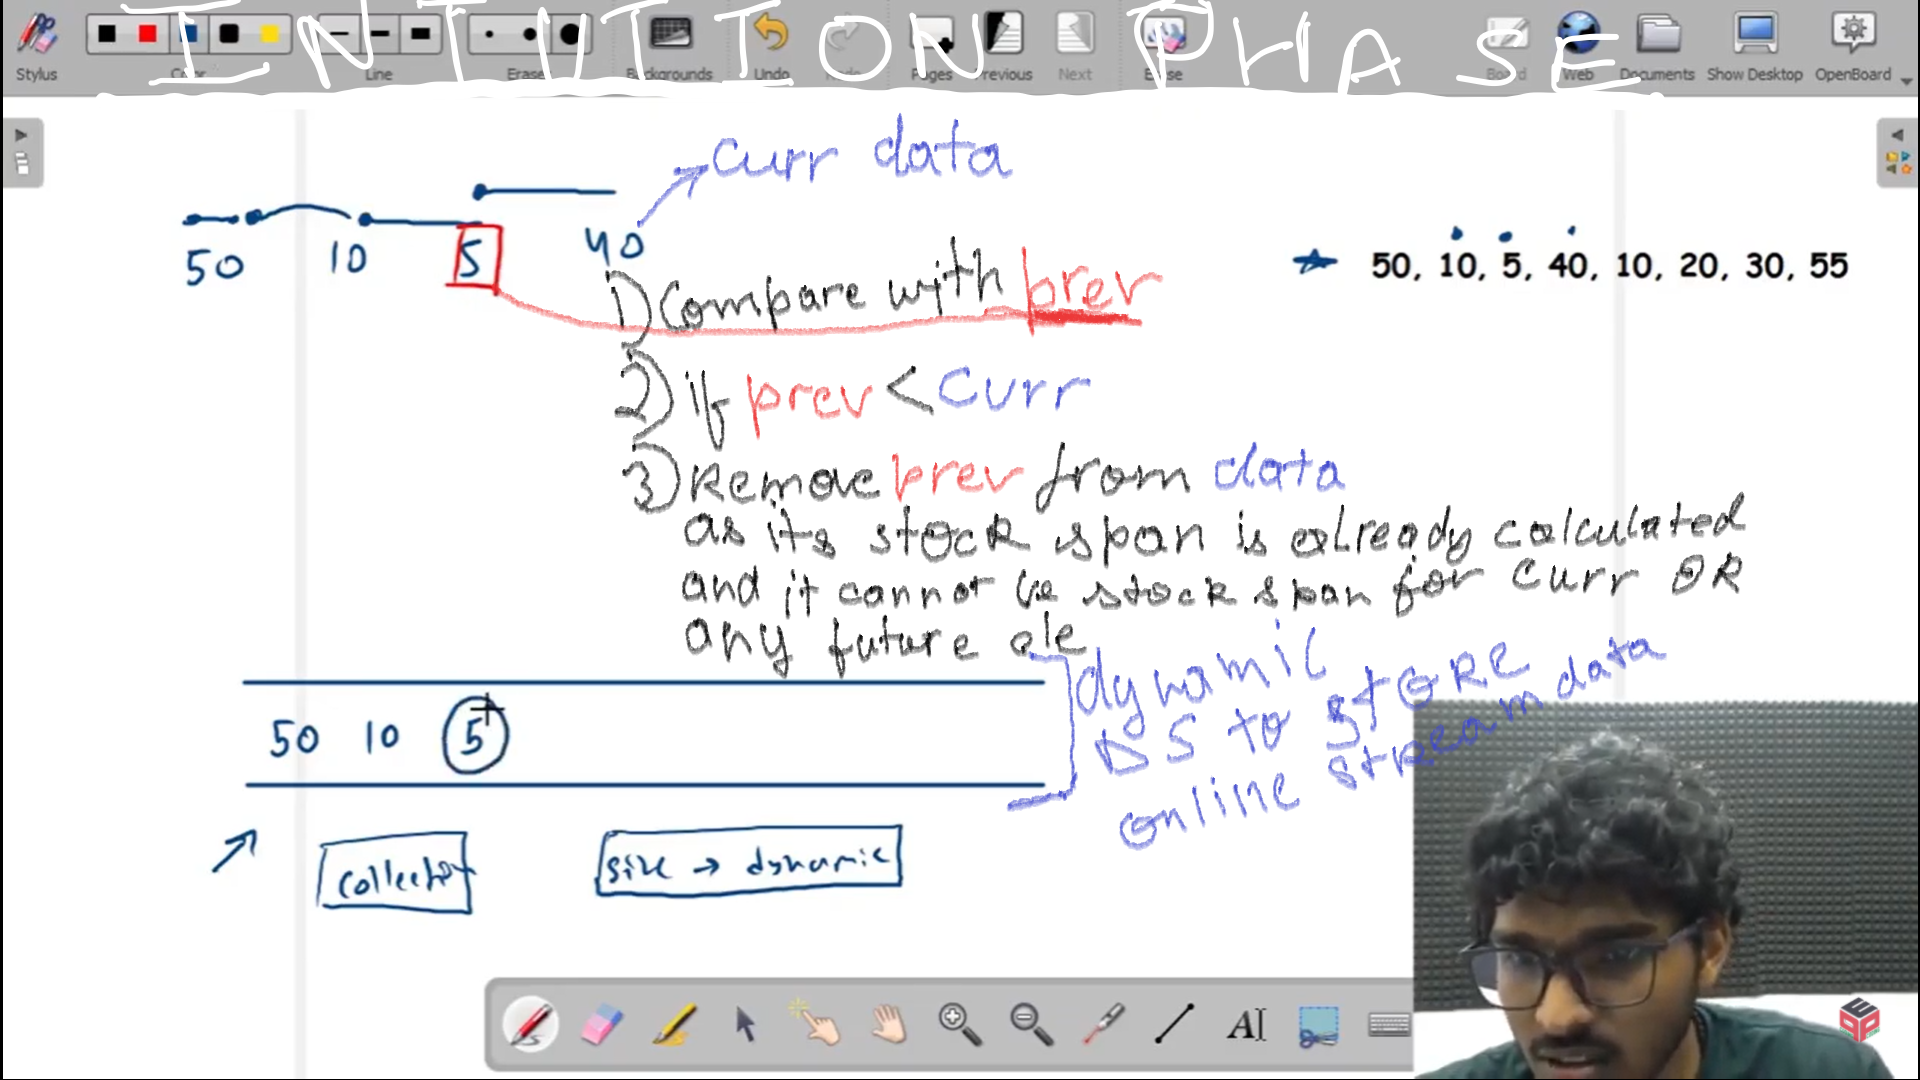 INTUITION PHASE
Stylus Color Line Eraser Backgrounds Undo Redo Pages Previous Next Erase Board Web Documents Show Desktop OpenBoard
curr data
50 10 5 40
50, 10, 5, 40, 10, 20, 30, 55
1) Compare with prev
2) if prev < curr
3) Remove prev from data
as its stock span is already calculated
and it cannot be stock span for curr OR
any future ele
50 10 5
dynamic
DS to STORE
online stream data
collector
size → dynamic
AI